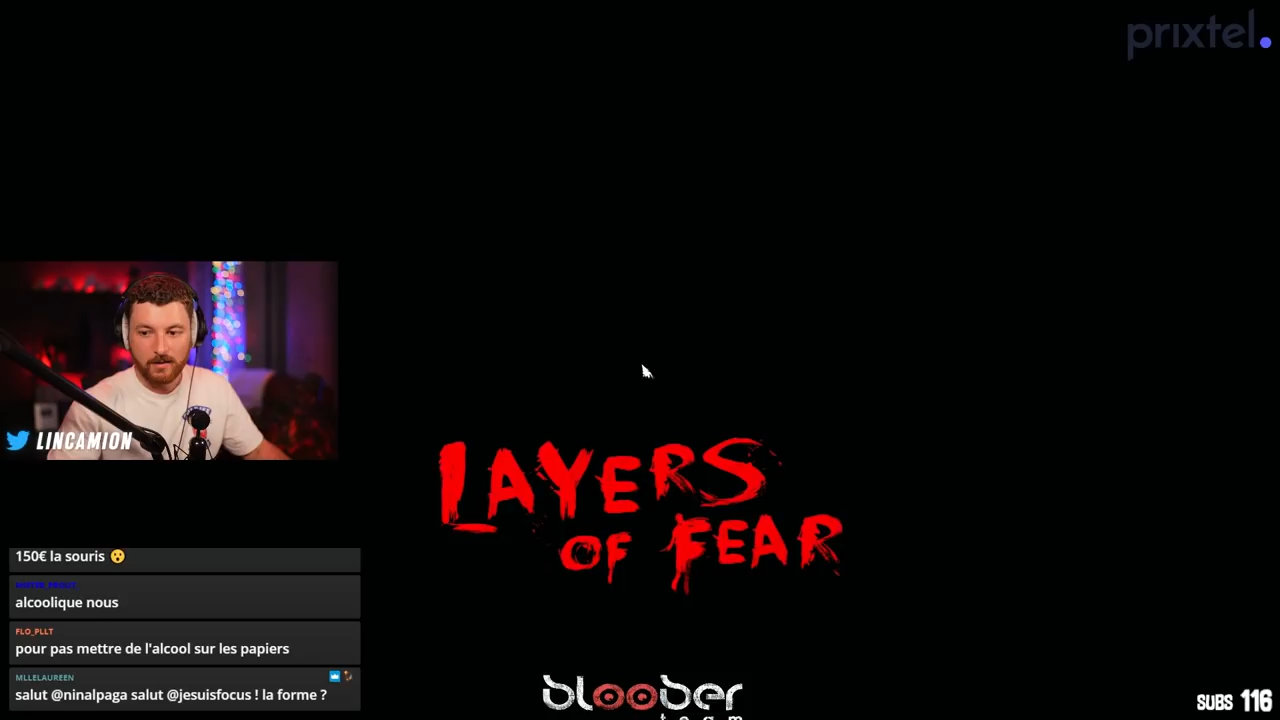 prixtel.
LINCAMION
150€ la souris 😮
alcoolique nous
FLO_PLLT
pour pas mettre de l'alcool sur les papiers
MLLELAUREEN
salut @ninalpaga salut @jesuisfocus ! la forme ?
LAYERS
OF FEAR
bloober
team
SUBS 116